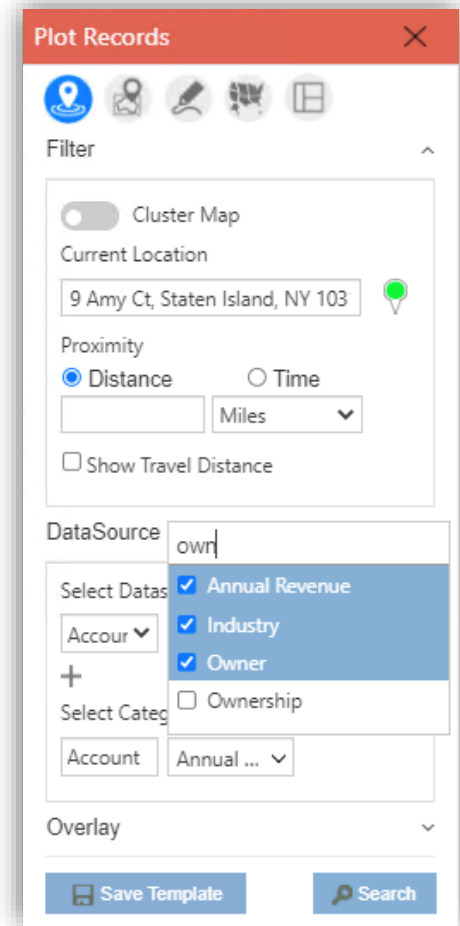 Plot Records
Filter
Cluster Map
Current Location
9 Amy Ct, Staten Island, NY 103
Proximity
Distance Time
Miles
Show Travel Distance
DataSource
own
Select Datas
Annual Revenue
Accour
Industry
Owner
Select Categ
Ownership
Account Annual ...
Overlay
Save Template Search